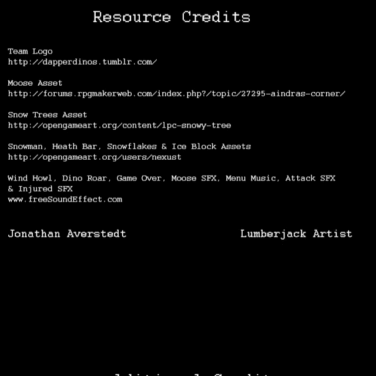 Resource Credits
Team Logo
http://dapperdinos.tumblr.com/
Moose Asset
http://forums.rpgmakerweb.com/index.php?/topic/27295-aindras-corner/
Snow Trees Asset
http://opengameart.org/content/lpc-snowy-tree
Snowman, Heath Bar, Snowflakes & Ice Block Assets
http://opengameart.org/users/nexust
Wind Howl, Dino Roar, Game Over, Moose SFX, Menu Music, Attack SFX
& Injured SFX
www.freeSoundEffect.com
Jonathan Averstedt Lumberjack Artist